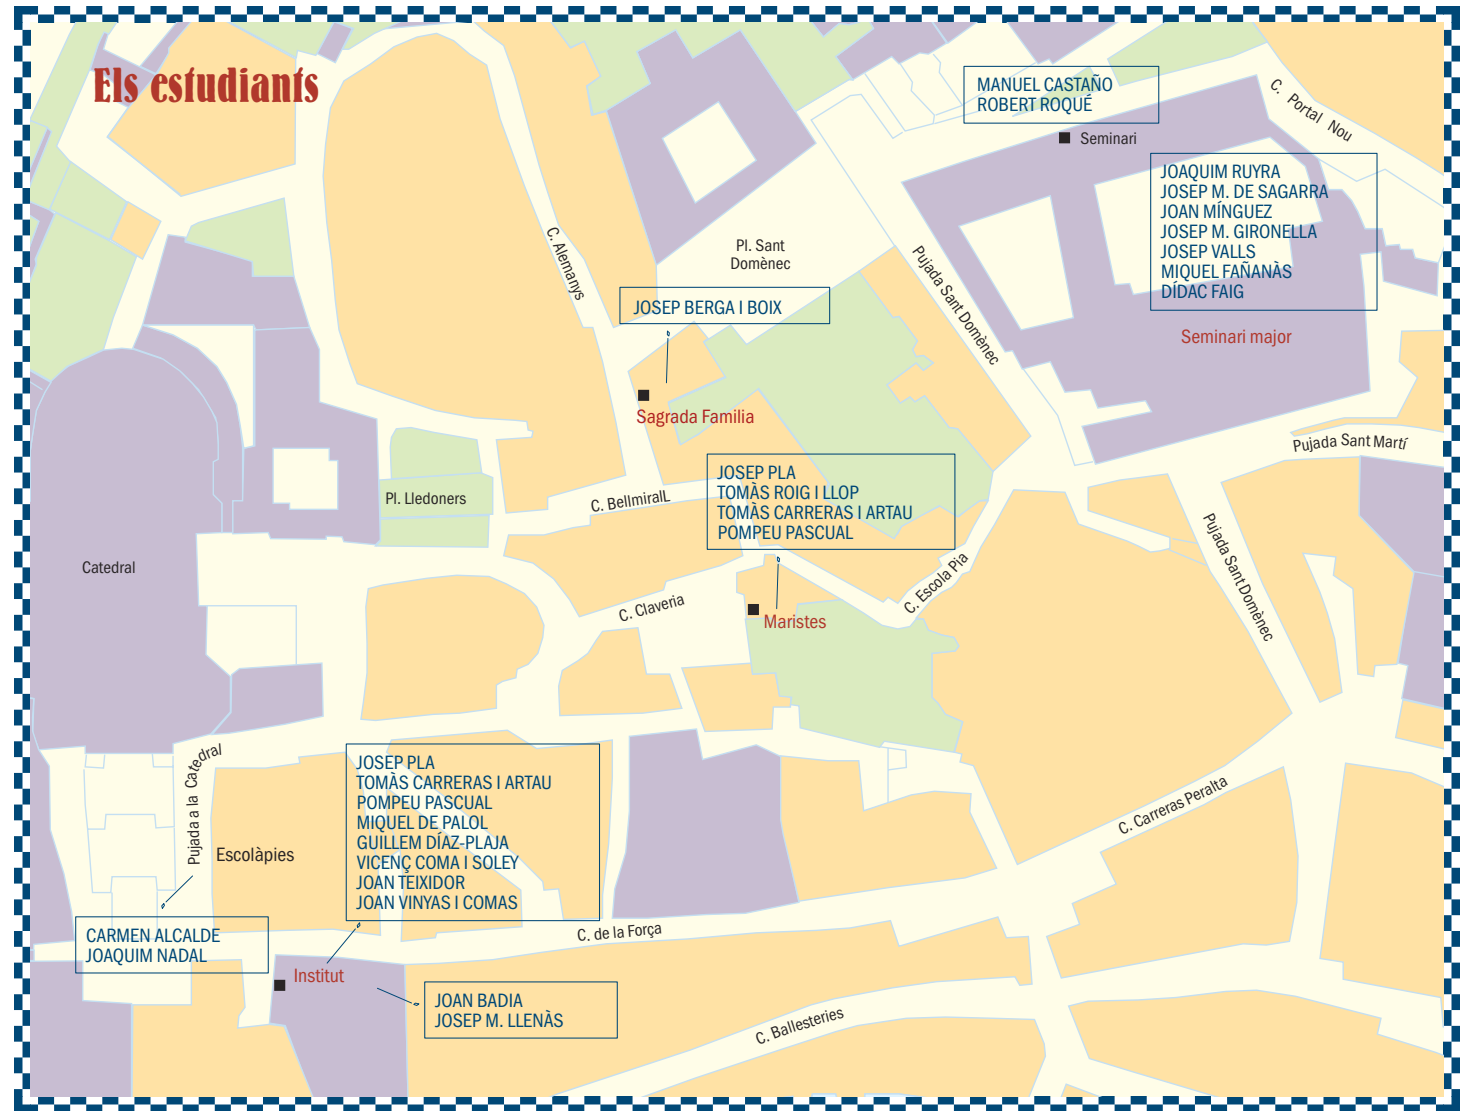 Els estudiants
MANUEL CASTAÑO
ROBERT ROQUÉ
C. Portal Nou
Seminari
JOAQUIM RUYRA
JOSEP M. DE SAGARRA
JOAN MÍNGUEZ
JOSEP M. GIRONELLA
JOSEP VALLS
MIQUEL FAÑANÀS
DÍDAC FAIG
Seminari major
C. Alemanys
Pl. Sant
Domènec
Pujada Sant Domènec
JOSEP BERGA I BOIX
Sagrada Familia
Pujada Sant Martí
JOSEP PLA
TOMÀS ROIG I LLOP
TOMÀS CARRERAS I ARTAU
POMPEU PASCUAL
Pl. Lledoners
C. BellmiralL
Pujada Sant Domènec
Catedral
C. Escola Pia
C. Claveria
Maristes
Pujada a la Catedral
JOSEP PLA
TOMÀS CARRERAS I ARTAU
POMPEU PASCUAL
MIQUEL DE PALOL
GUILLEM DÍAZ-PLAJA
VICENÇ COMA I SOLEY
JOAN TEIXIDOR
JOAN VINYAS I COMAS
C. Carreras Peralta
Escolàpies
CARMEN ALCALDE
JOAQUIM NADAL
C. de la Força
Institut
JOAN BADIA
JOSEP M. LLENÀS
C. Ballesteries